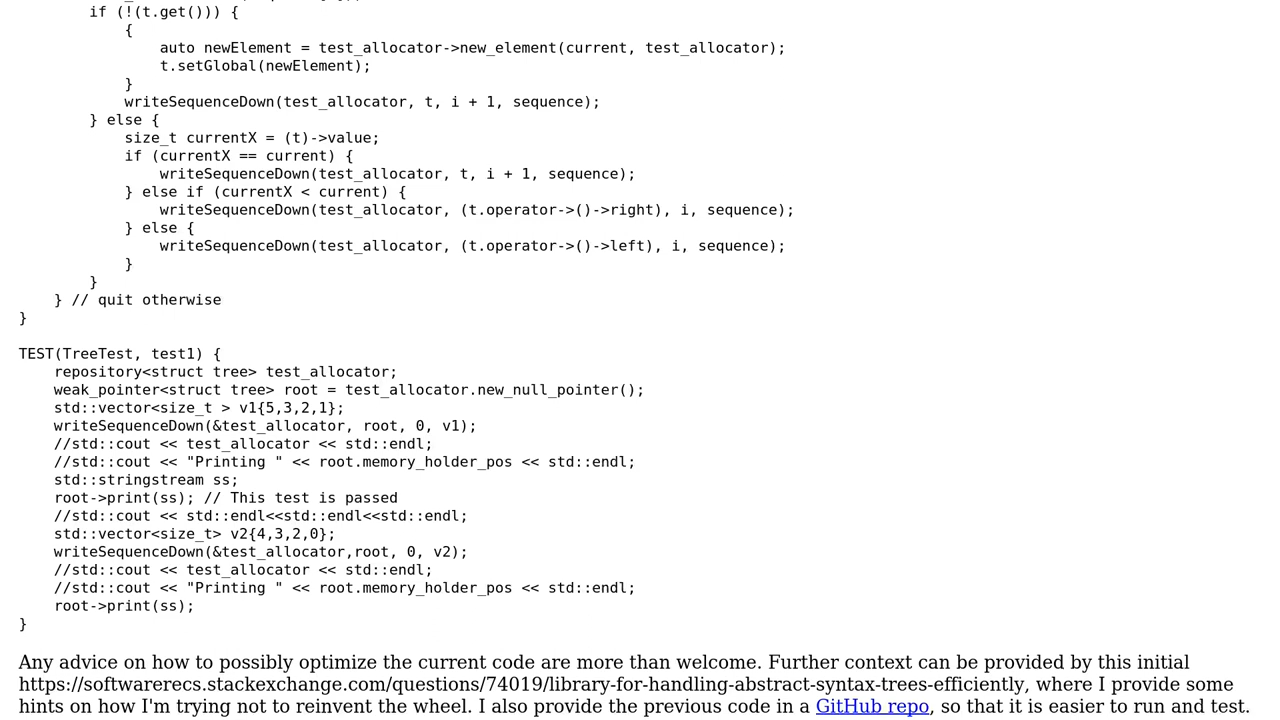 if (!(t.get())) {
{
auto newElement = test_allocator->new_element(current, test_allocator);
t.setGlobal(newElement);
}
writeSequenceDown(test_allocator, t, i + 1, sequence);
} else {
size_t currentX = (t)->value;
if (currentX == current) {
writeSequenceDown(test_allocator, t, i + 1, sequence);
} else if (currentX < current) {
writeSequenceDown(test_allocator, (t.operator->()->right), i, sequence);
} else {
writeSequenceDown(test_allocator, (t.operator->()->left), i, sequence);
}
}
} // quit otherwise
}
TEST(TreeTest, test1) {
repository<struct tree> test_allocator;
weak_pointer<struct tree> root = test_allocator.new_null_pointer();
std::vector<size_t > v1{5,3,2,1};
writeSequenceDown(&test_allocator, root, 0, v1);
//std::cout << test_allocator << std::endl;
//std::cout << "Printing " << root.memory_holder_pos << std::endl;
std::stringstream ss;
root->print(ss); // This test is passed
//std::cout << std::endl<<std::endl<<std::endl;
std::vector<size_t> v2{4,3,2,0};
writeSequenceDown(&test_allocator,root, 0, v2);
//std::cout << test_allocator << std::endl;
//std::cout << "Printing " << root.memory_holder_pos << std::endl;
root->print(ss);
}
Any advice on how to possibly optimize the current code are more than welcome. Further context can be provided by this initial
https://softwarerecs.stackexchange.com/questions/74019/library-for-handling-abstract-syntax-trees-efficiently, where I provide some
hints on how I'm trying not to reinvent the wheel. I also provide the previous code in a GitHub repo, so that it is easier to run and test.